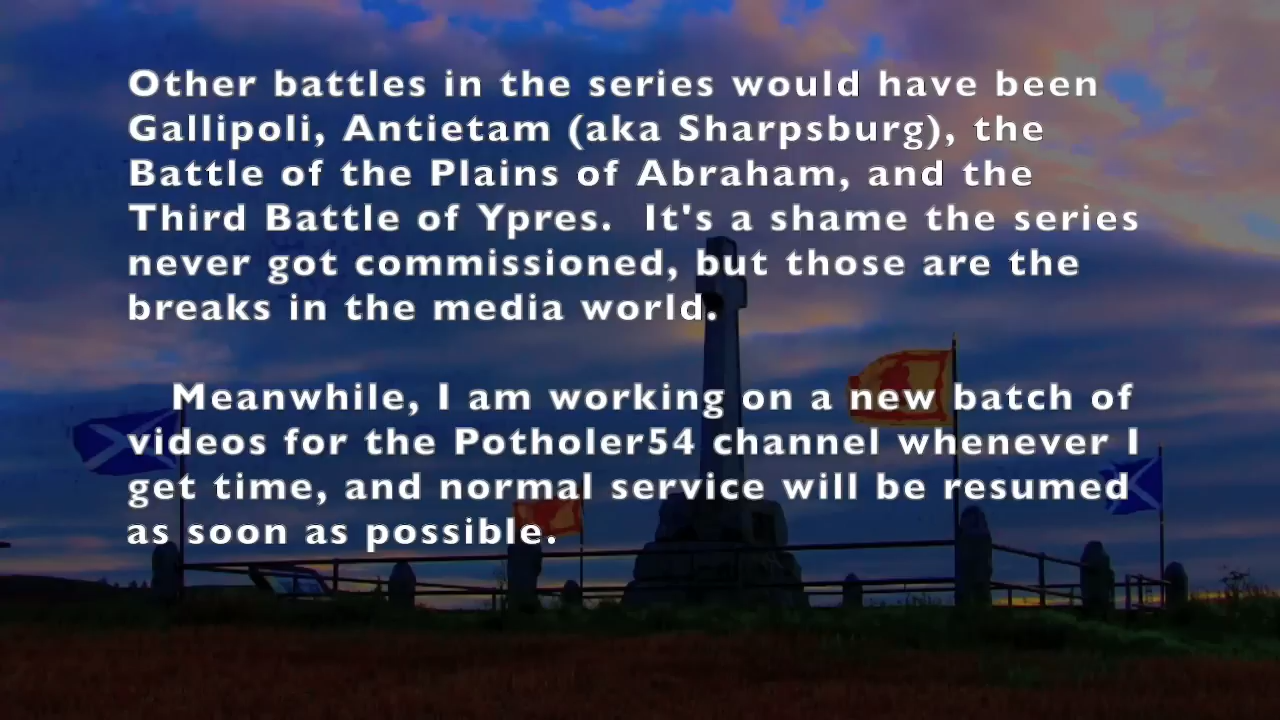 Other battles in the series would have been
Gallipoli, Antietam (aka Sharpsburg), the
Battle of the Plains of Abraham, and the
Third Battle of Ypres.  It's a shame the series
never got commissioned, but those are the
breaks in the media world.
Meanwhile, I am working on a new batch of
videos for the Potholer54 channel whenever I
get time, and normal service will be resumed
as soon as possible.